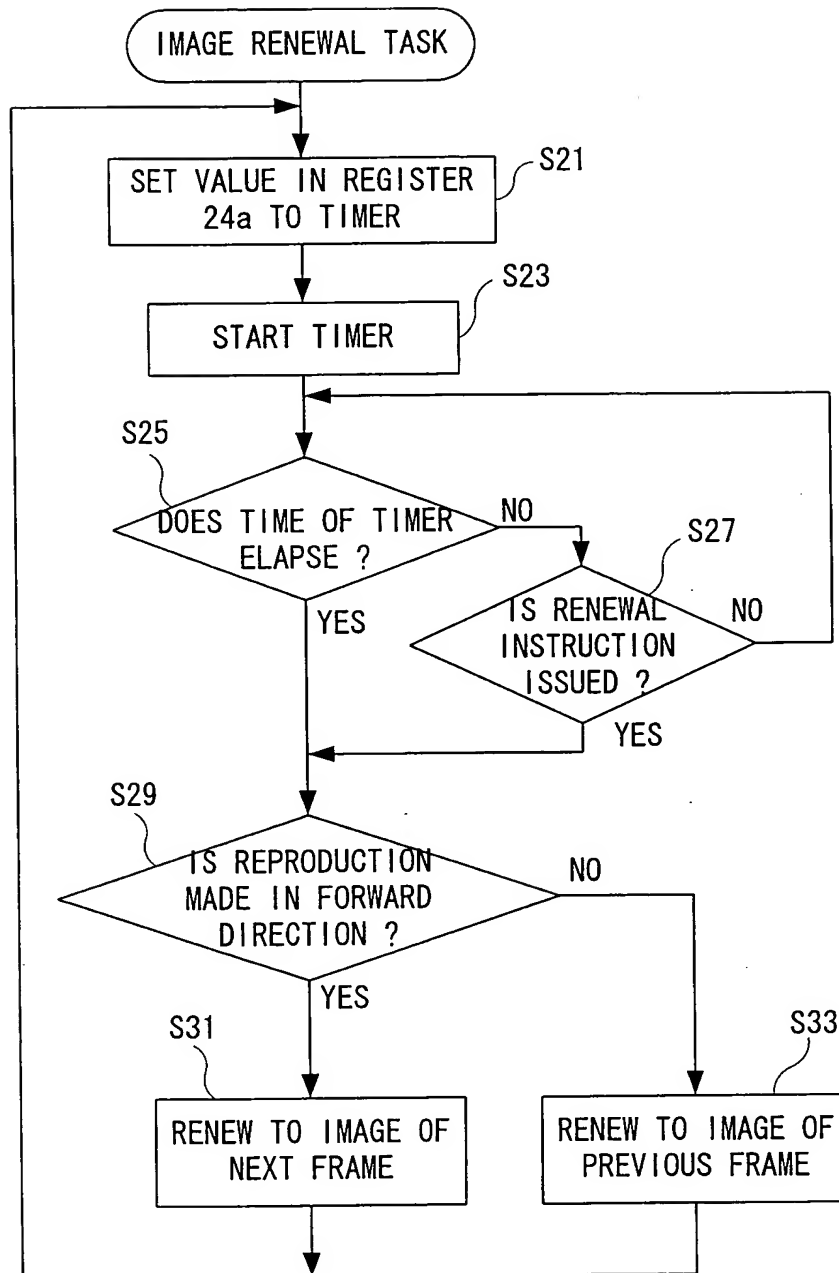 IMAGE RENEWAL TASK
S21
SET VALUE IN REGISTER
24a TO TIMER
S23
START TIMER
S25
DOES TIME OF TIMER
ELAPSE ?
NO
S27
YES
IS RENEWAL
INSTRUCTION
ISSUED ?
NO
YES
S29
IS REPRODUCTION
MADE IN FORWARD
DIRECTION ?
NO
YES
S31
RENEW TO IMAGE OF
NEXT FRAME
S33
RENEW TO IMAGE OF
PREVIOUS FRAME